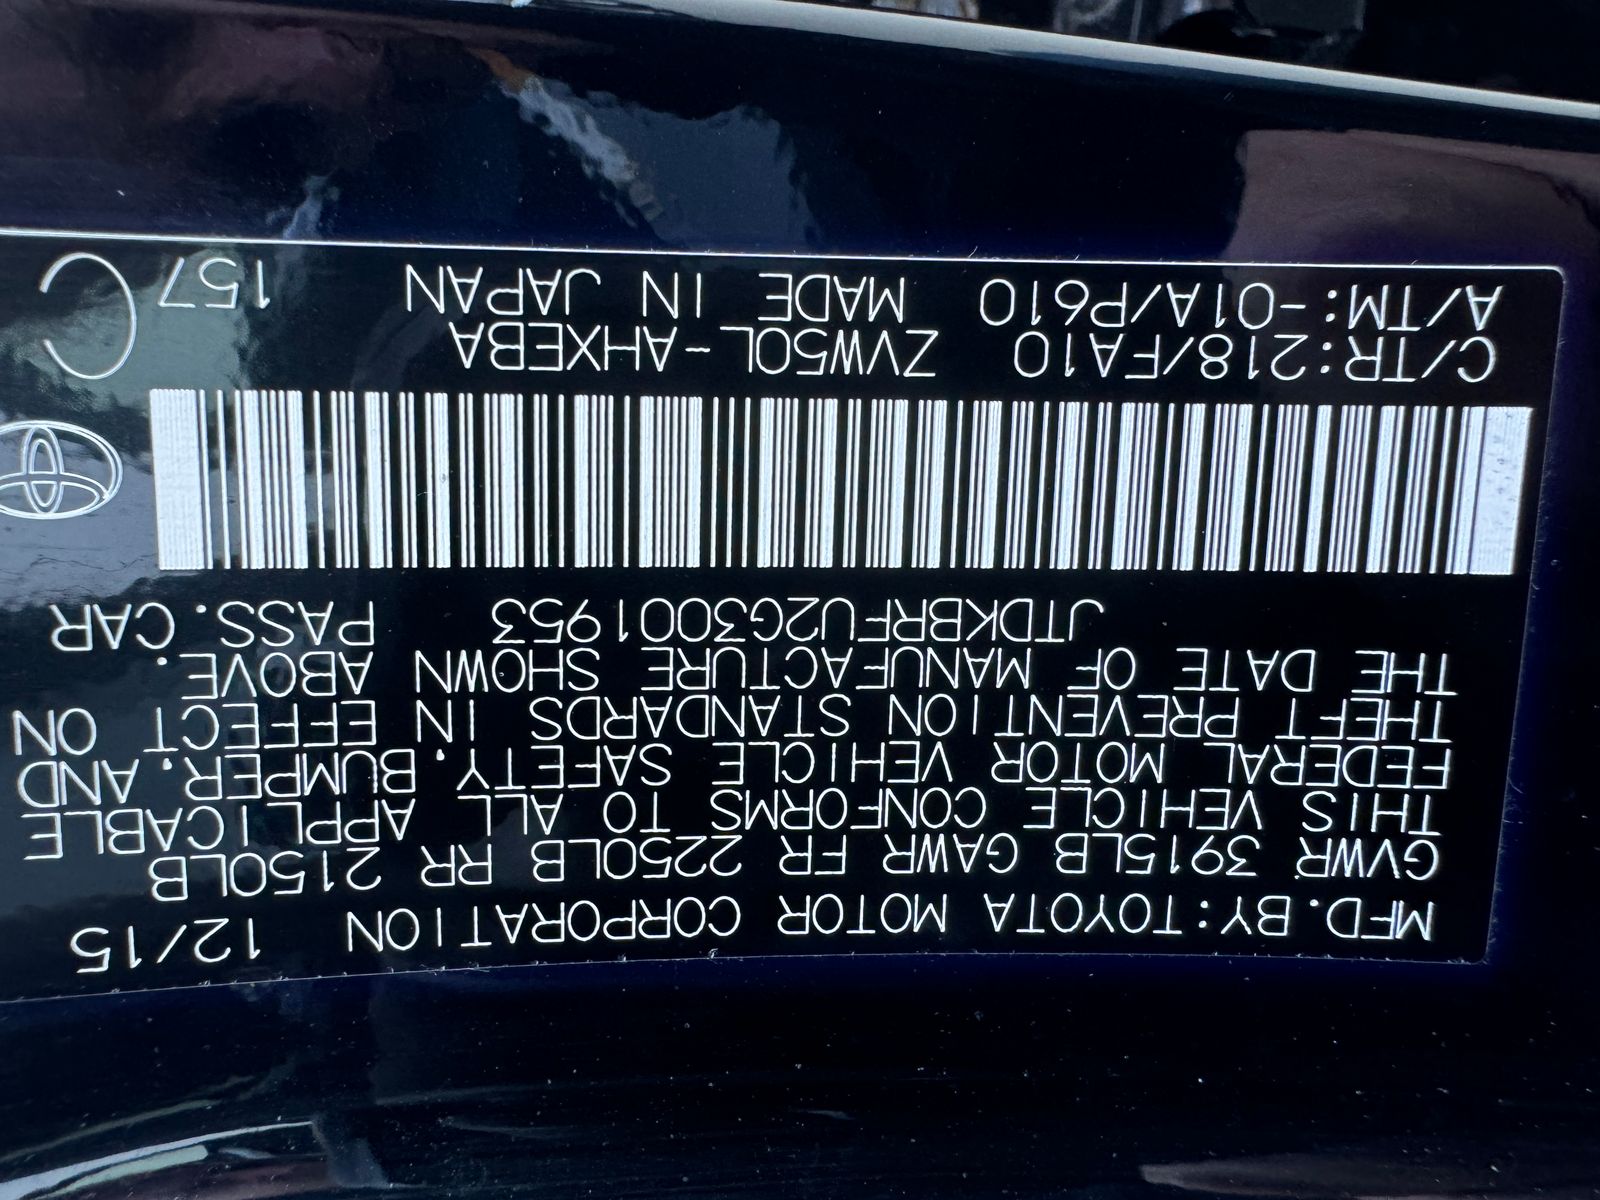 MFD.BY:TOYOTA MOTOR CORPORATION 12/15
GVWR 3915LB GAWR FR 2250LB RR 2150LB
THIS VEHICLE CONFORMS TO ALL APPLICABLE
FEDERAL MOTOR VEHICLE SAFETY.BUMPER.AND
THEFT PREVENTION STANDARDS IN EFFECT ON
THE DATE OF MANUFACTURE SHOWN ABOVE.
JTDKBRFU2G3001953 PASS.CAR
C/TR:218/FA10 ZVW50L-AHXEBA
A/TM:-01A/P610 MADE IN JAPAN 157 C